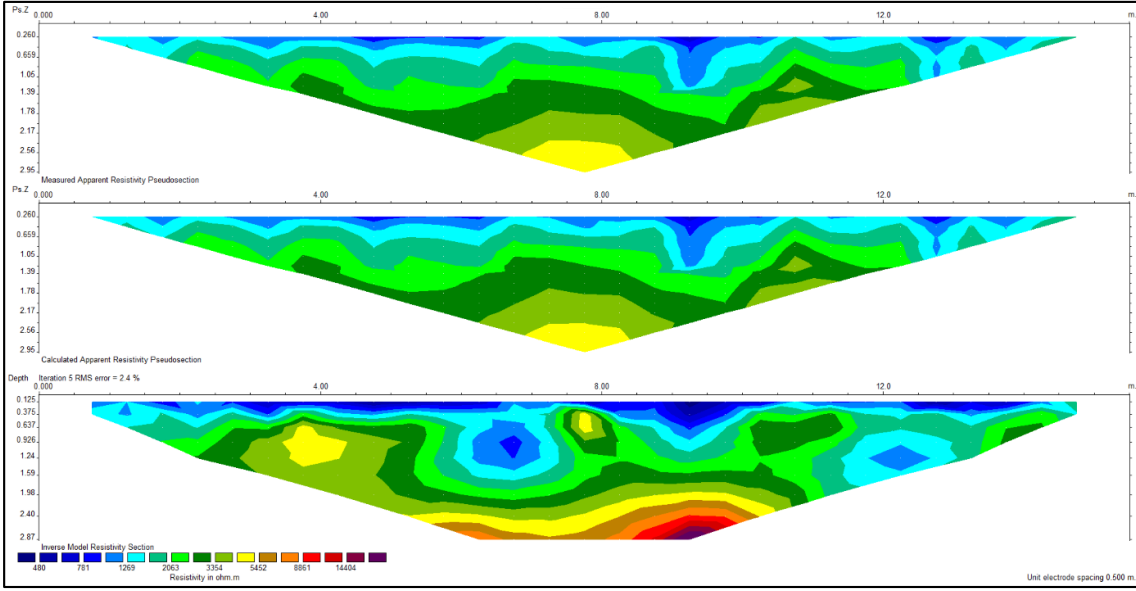 Ps.Z 0.000 4.00 8.00 12.0 m.
0.260
0.659
1.05
1.39
1.78
2.17
2.56
2.95
Measured Apparent Resistivity Pseudosection
Ps.Z 0.000 4.00 8.00 12.0 m.
0.260
0.659
1.05
1.39
1.78
2.17
2.56
2.95
Calculated Apparent Resistivity Pseudosection
Depth Iteration 5 RMS error = 2.4 %
0.000 4.00 8.00 12.0 m.
0.125
0.375
0.637
0.926
1.24
1.59
1.98
2.40
2.87
Inverse Model Resistivity Section
480 781 1269 2063 3354 5452 8861 14404
Resistivity in ohm.m
Unit electrode spacing 0.500 m.